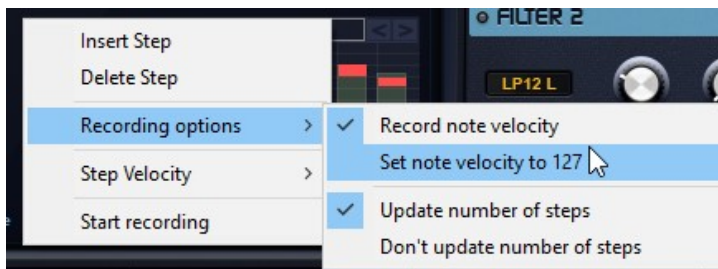 Insert Step
Delete Step
Recording options
Step Velocity
Start recording
Record note velocity
Set note velocity to 127
Update number of steps
Don't update number of steps
FILTER 2
LP12 L